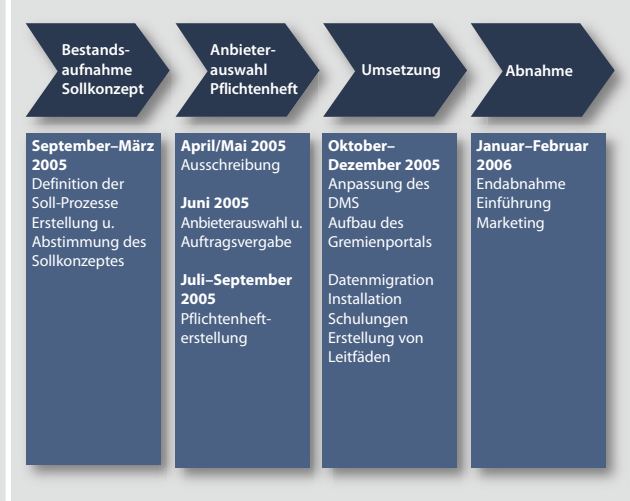 Bestands-
aufnahme
Sollkonzept
Anbieter-
auswahl
Pflichtenheft
Umsetzung
Abnahme
September–März
2005
Definition der
Soll-Prozesse
Erstellung u.
Abstimmung des
Sollkonzeptes
April/Mai 2005
Ausschreibung
Juni 2005
Anbieterauswahl u.
Auftragsvergabe
Juli–September
2005
Pflichtenheft-
erstellung
Oktober–
Dezember 2005
Anpassung des
DMS
Aufbau des
Gremienportals
Datenmigration
Installation
Schulungen
Erstellung von
Leitfäden
Januar–Februar
2006
Endabnahme
Einführung
Marketing